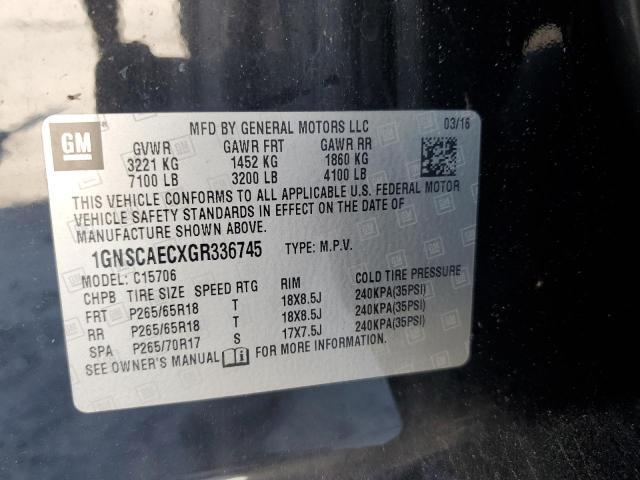 GM
MFD BY GENERAL MOTORS LLC 03/16
GVWR GAWR FRT GAWR RR
3221 KG 1452 KG 1860 KG
7100 LB 3200 LB 4100 LB
THIS VEHICLE CONFORMS TO ALL APPLICABLE U.S. FEDERAL MOTOR
VEHICLE SAFETY STANDARDS IN EFFECT ON THE DATE OF
MANUFACTURE SHOWN ABOVE.
1GNSCAECXGR336745 TYPE: M.P.V.
MODEL: C15706
CHPB TIRE SIZE SPEED RTG RIM COLD TIRE PRESSURE
FRT P265/65R18 T 18X8.5J 240KPA(35PSI)
RR P265/65R18 T 18X8.5J 240KPA(35PSI)
SPA P265/70R17 S 17X7.5J 240KPA(35PSI)
SEE OWNER'S MANUAL FOR MORE INFORMATION.